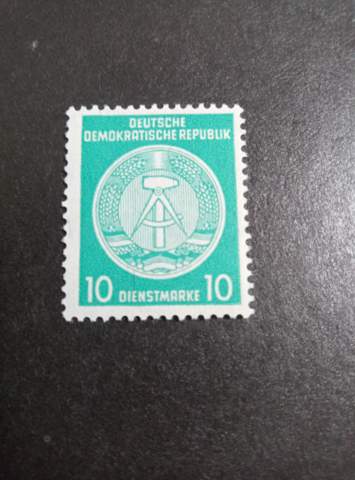 DEUTSCHE
DEMOKRATISCHE REPUBLIK
10 DIENSTMARKE 10